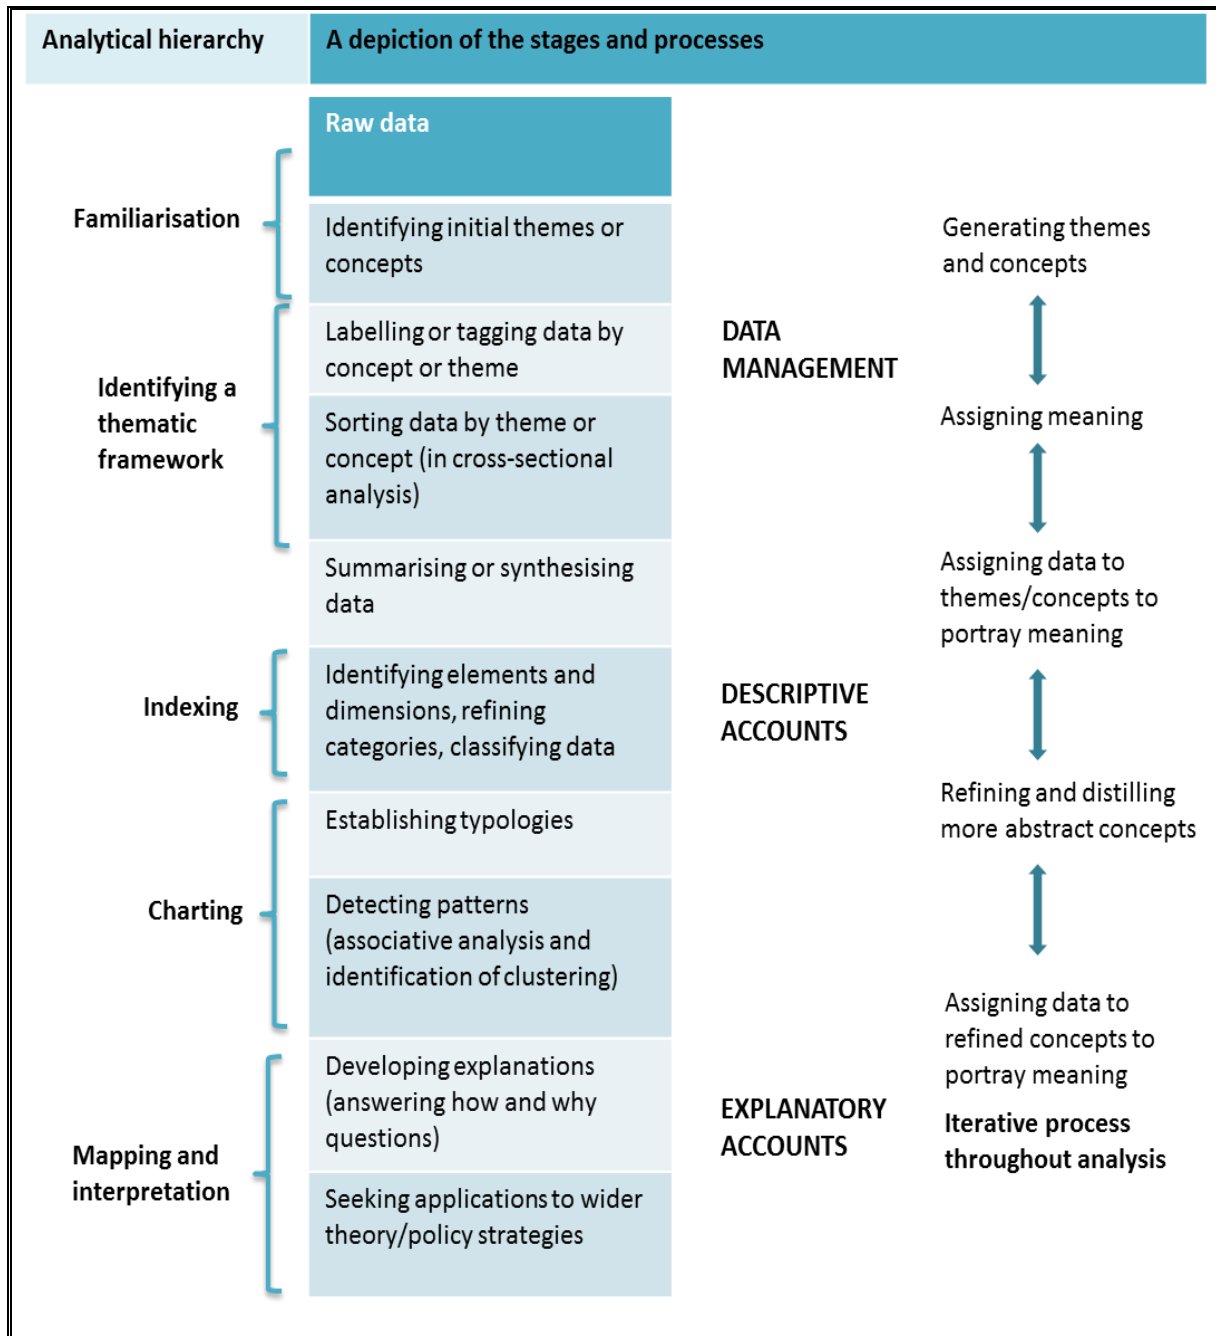 Analytical hierarchy
A depiction of the stages and processes
Raw data
Familiarisation
Identifying initial themes or
concepts
Generating themes
and concepts
Labelling or tagging data by
concept or theme
DATA
MANAGEMENT
Identifying a
thematic
framework
Sorting data by theme or
concept (in cross-sectional
analysis)
Assigning meaning
Summarising or synthesising
data
Assigning data to
themes/concepts to
portray meaning
Indexing
Identifying elements and
dimensions, refining
categories, classifying data
DESCRIPTIVE
ACCOUNTS
Refining and distilling
more abstract concepts
Establishing typologies
Charting
Detecting patterns
(associative analysis and
identification of clustering)
Assigning data to
refined concepts to
portray meaning
Developing explanations
(answering how and why
questions)
EXPLANATORY
ACCOUNTS
Iterative process
throughout analysis
Mapping and
interpretation
Seeking applications to wider
theory/policy strategies